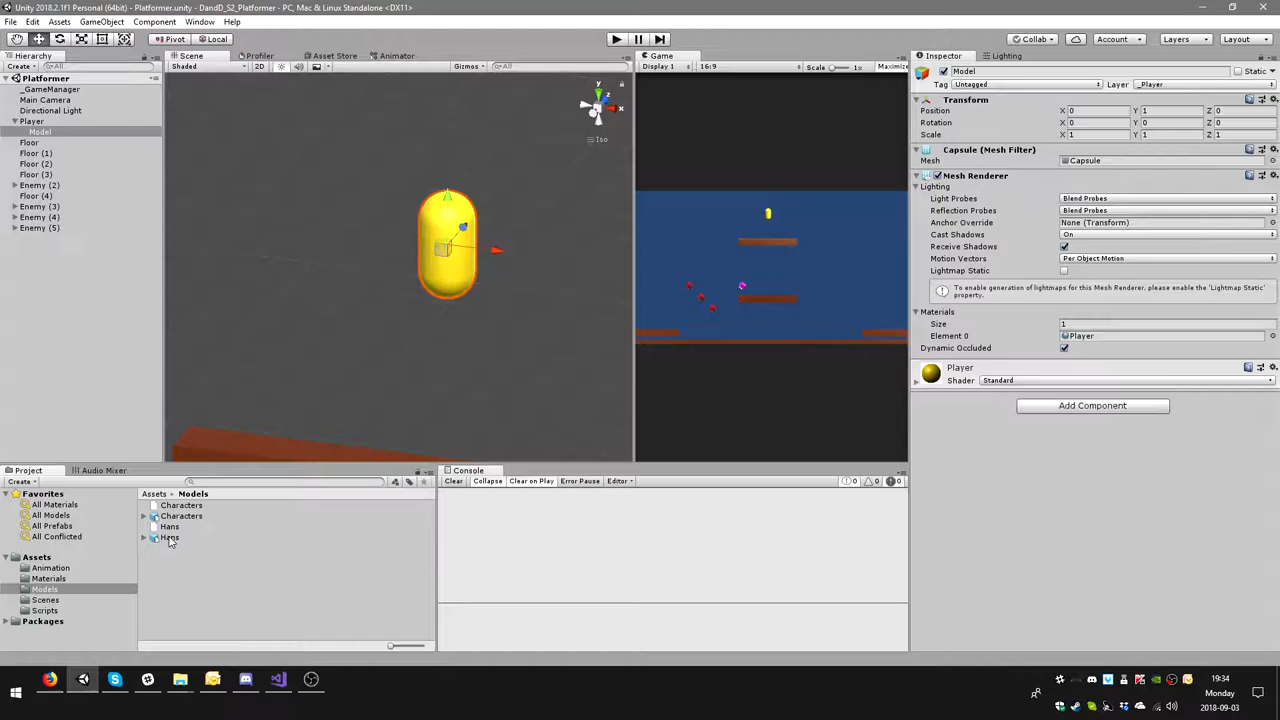 Unity 2018.2.1f1 Personal (64bit) - Platformer.unity - DandD_S2_Platformer - PC, Mac & Linux Standalone <DX11>
File Edit Assets GameObject Component Window Help
Pivot Local Collab Account Layers Layout
Hierarchy Scene Profiler Asset Store Animator Game Inspector Lighting
Create All Shaded 2D Gizmos All Display 1 16:9 Scale 1x Maximize
Platformer
_GameManager
Main Camera
Directional Light
Player
Model
Floor
Floor (1)
Floor (2)
Floor (3)
Enemy (2)
Floor (4)
Enemy (3)
Enemy (4)
Enemy (5)
y
z
x
Iso
Model Static
Tag Untagged Layer _Player
Transform
Position X 0 Y 1 Z 0
Rotation X 0 Y 0 Z 0
Scale X 1 Y 1 Z 1
Capsule (Mesh Filter)
Mesh Capsule
Mesh Renderer
Lighting
Light Probes Blend Probes
Reflection Probes Blend Probes
Anchor Override None (Transform)
Cast Shadows On
Receive Shadows
Motion Vectors Per Object Motion
Lightmap Static
To enable generation of lightmaps for this Mesh Renderer, please enable the 'Lightmap Static'
property.
Materials
Size 1
Element 0 Player
Dynamic Occluded
Player
Shader Standard
Add Component
Project Audio Mixer
Create
Favorites
All Materials
All Models
All Prefabs
All Conflicted
Assets
Animation
Materials
Models
Scenes
Scripts
Packages
Assets Models
Characters
Characters
Hans
Hans
Console
Clear Collapse Clear on Play Error Pause Editor 0 0 0
19:34
Monday
2018-09-03